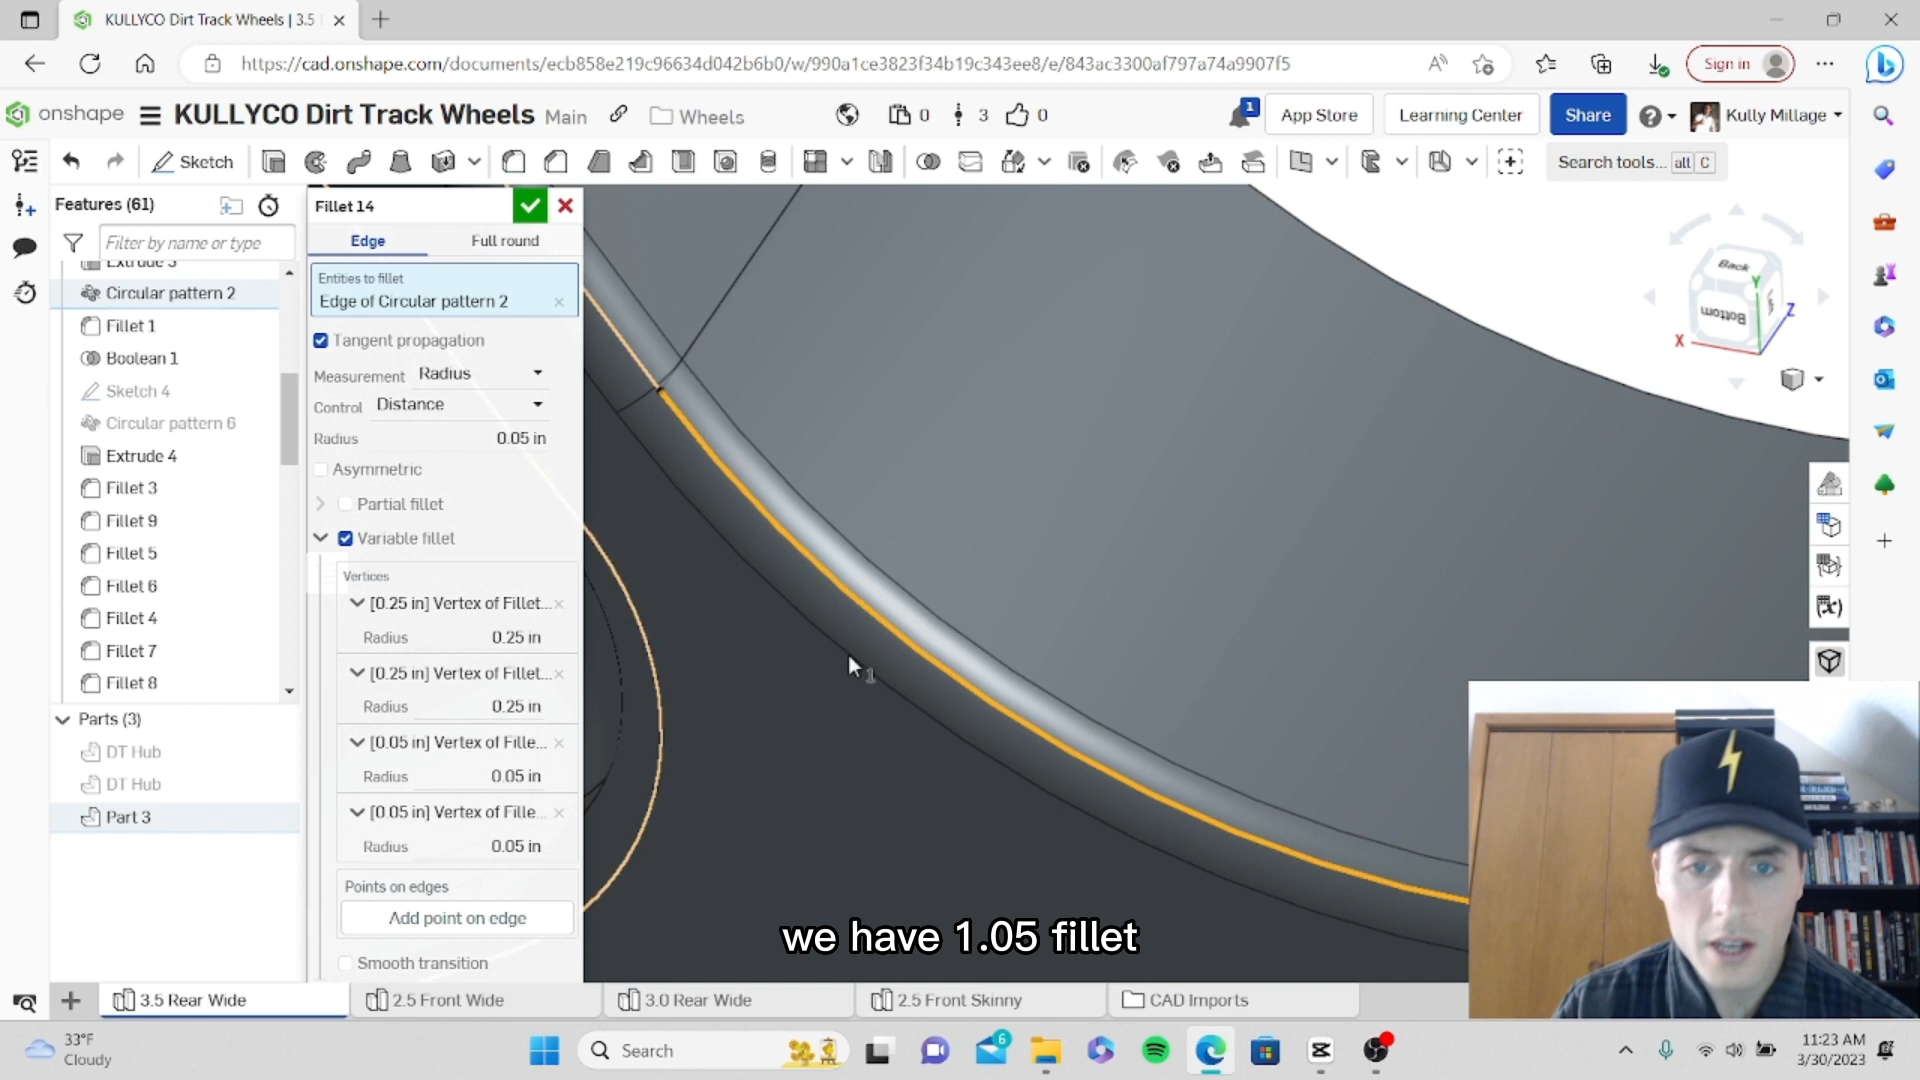 KULLYCO Dirt Track Wheels | 3.5
https://cad.onshape.com/documents/ecb858e219c96634d042b6b0/w/990a1ce3823f34b19c343ee8/e/843ac3300af797a74a9907f5
Sign in
onshape
KULLYCO Dirt Track Wheels
Main
Wheels
0
3
0
1
App Store
Learning Center
Share
Kully Millage
Sketch
Search tools... alt C
Features (61)
Filter by name or type
Extrude 3
Circular pattern 2
Fillet 1
Boolean 1
Sketch 4
Circular pattern 6
Extrude 4
Fillet 3
Fillet 9
Fillet 5
Fillet 6
Fillet 4
Fillet 7
Fillet 8
Parts (3)
DT Hub
DT Hub
Part 3
Fillet 14
Edge
Full round
Entities to fillet
Edge of Circular pattern 2
Tangent propagation
Measurement Radius
Control Distance
Radius 0.05 in
Asymmetric
Partial fillet
Variable fillet
Vertices
[0.25 in] Vertex of Fillet...
Radius 0.25 in
[0.25 in] Vertex of Fillet...
Radius 0.25 in
[0.05 in] Vertex of Fille...
Radius 0.05 in
[0.05 in] Vertex of Fille...
Radius 0.05 in
Points on edges
Add point on edge
Smooth transition
Back
Bottom
X
Y
Z
1
we have 1.05 fillet
3.5 Rear Wide
2.5 Front Wide
3.0 Rear Wide
2.5 Front Skinny
CAD Imports
33°F
Cloudy
Search
6
11:23 AM
3/30/2023